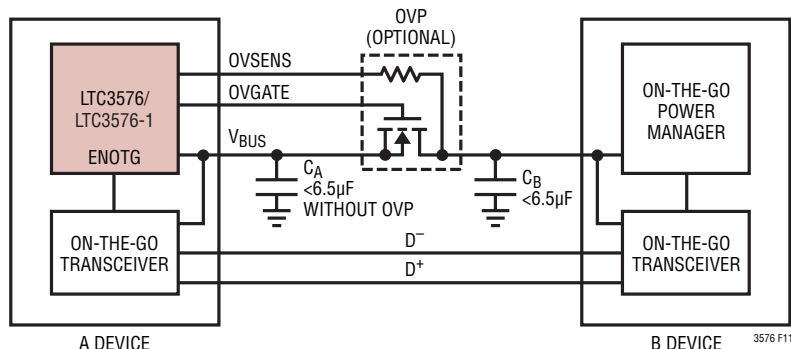 OVP
(OPTIONAL)
OVSENS
OVGATE
LTC3576/
LTC3576-1
ENOTG
VBUS
CA
<6.5µF
WITHOUT OVP
CB
<6.5µF
ON-THE-GO
POWER
MANAGER
ON-THE-GO
TRANSCEIVER
D–
D+
ON-THE-GO
TRANSCEIVER
A DEVICE
B DEVICE
3576 F11